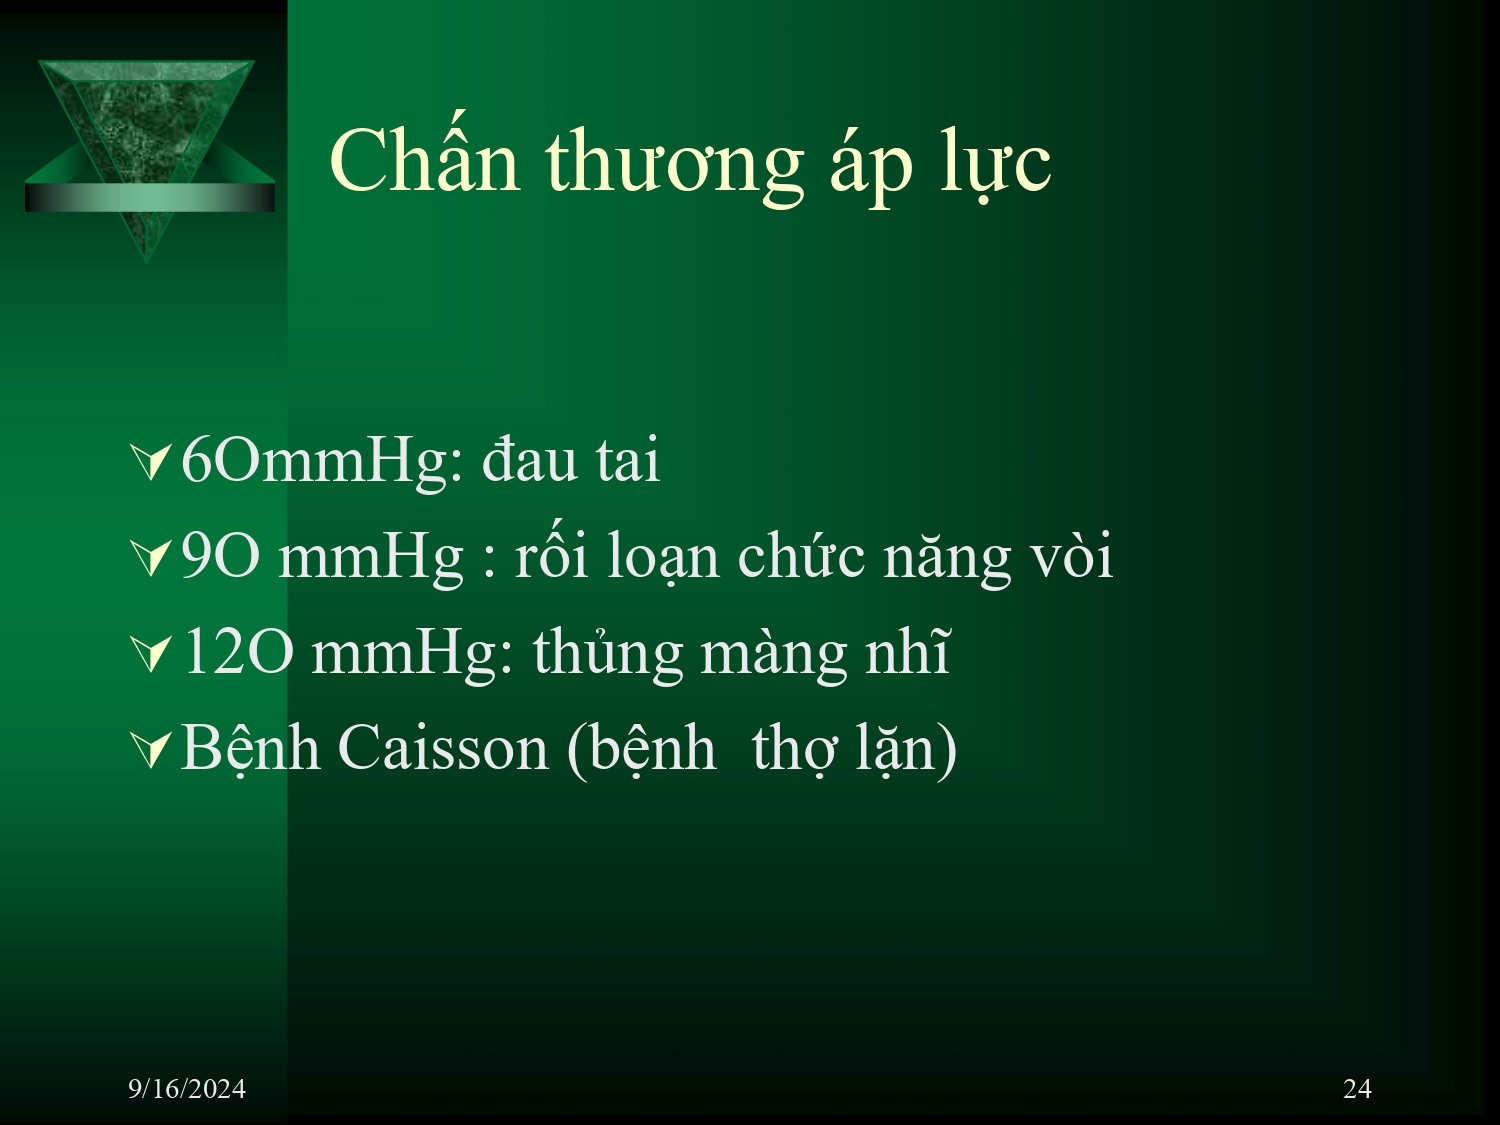 Chấn thương áp lực
6OmmHg: đau tai
9O mmHg : rối loạn chức năng vòi
12O mmHg: thủng màng nhĩ
Bệnh Caisson (bệnh  thợ lặn)
9/16/2024
24